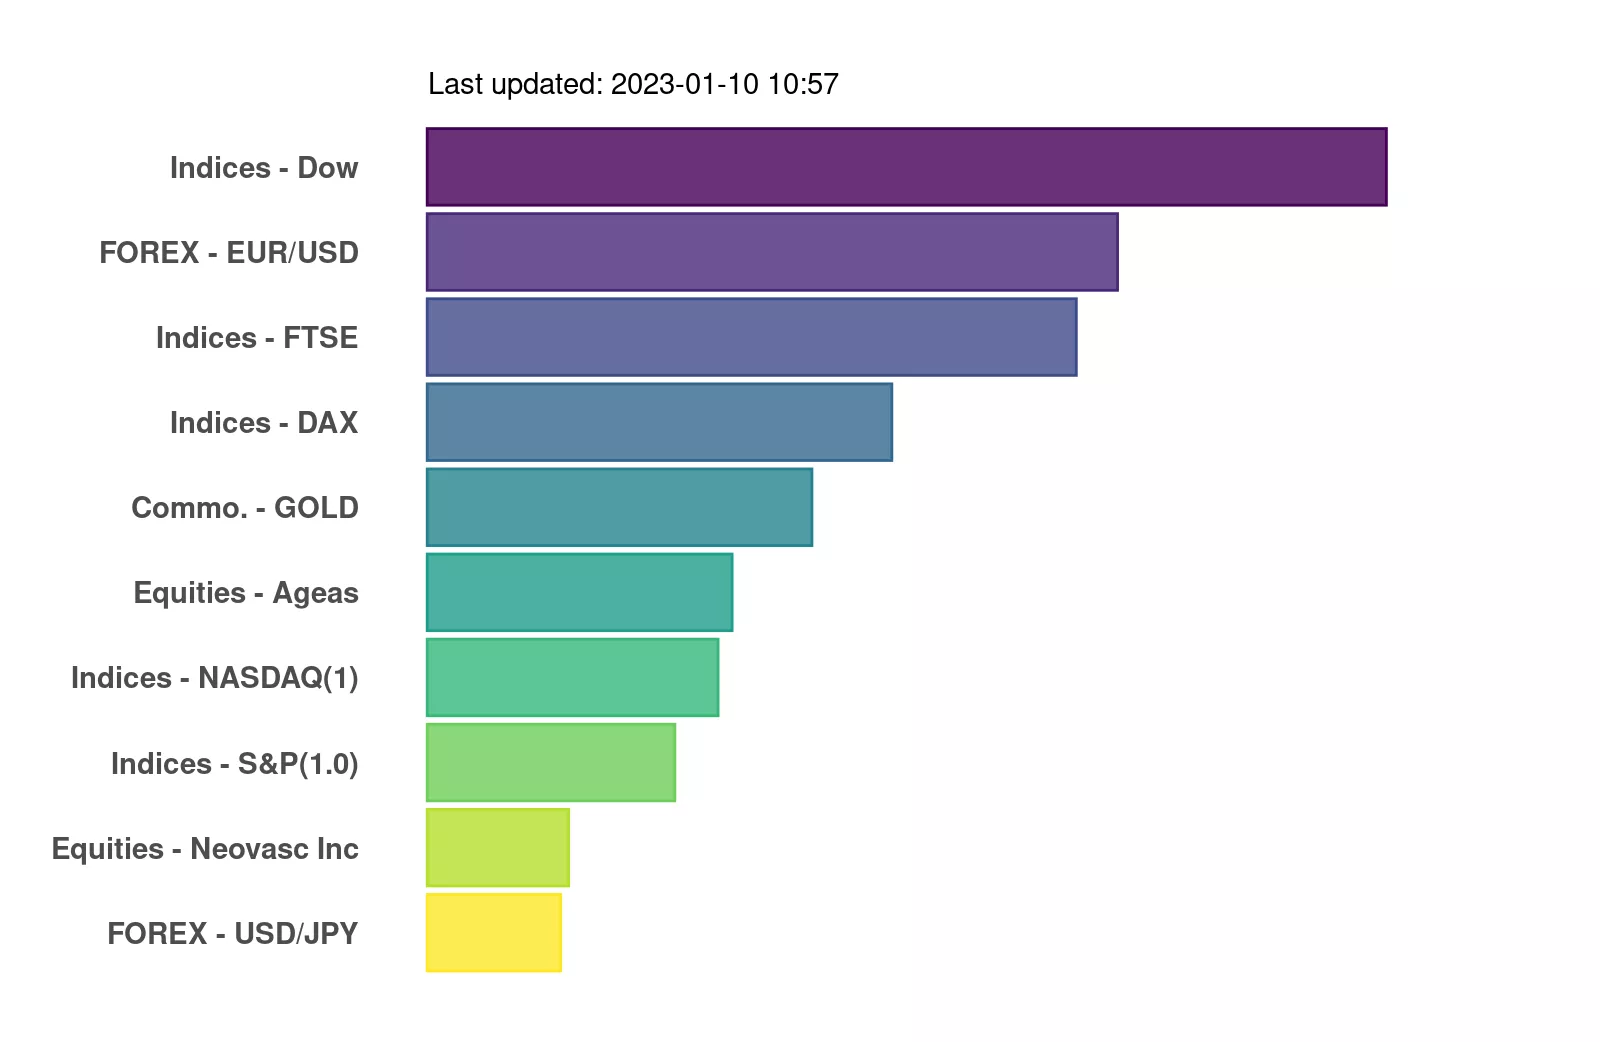 Last updated: 2023-01-10 10:57
Indices - Dow
FOREX - EUR/USD
Indices - FTSE
Indices - DAX
Commo. - GOLD
Equities - Ageas
Indices - NASDAQ(1)
Indices - S&P(1.0)
Equities - Neovasc Inc
FOREX - USD/JPY